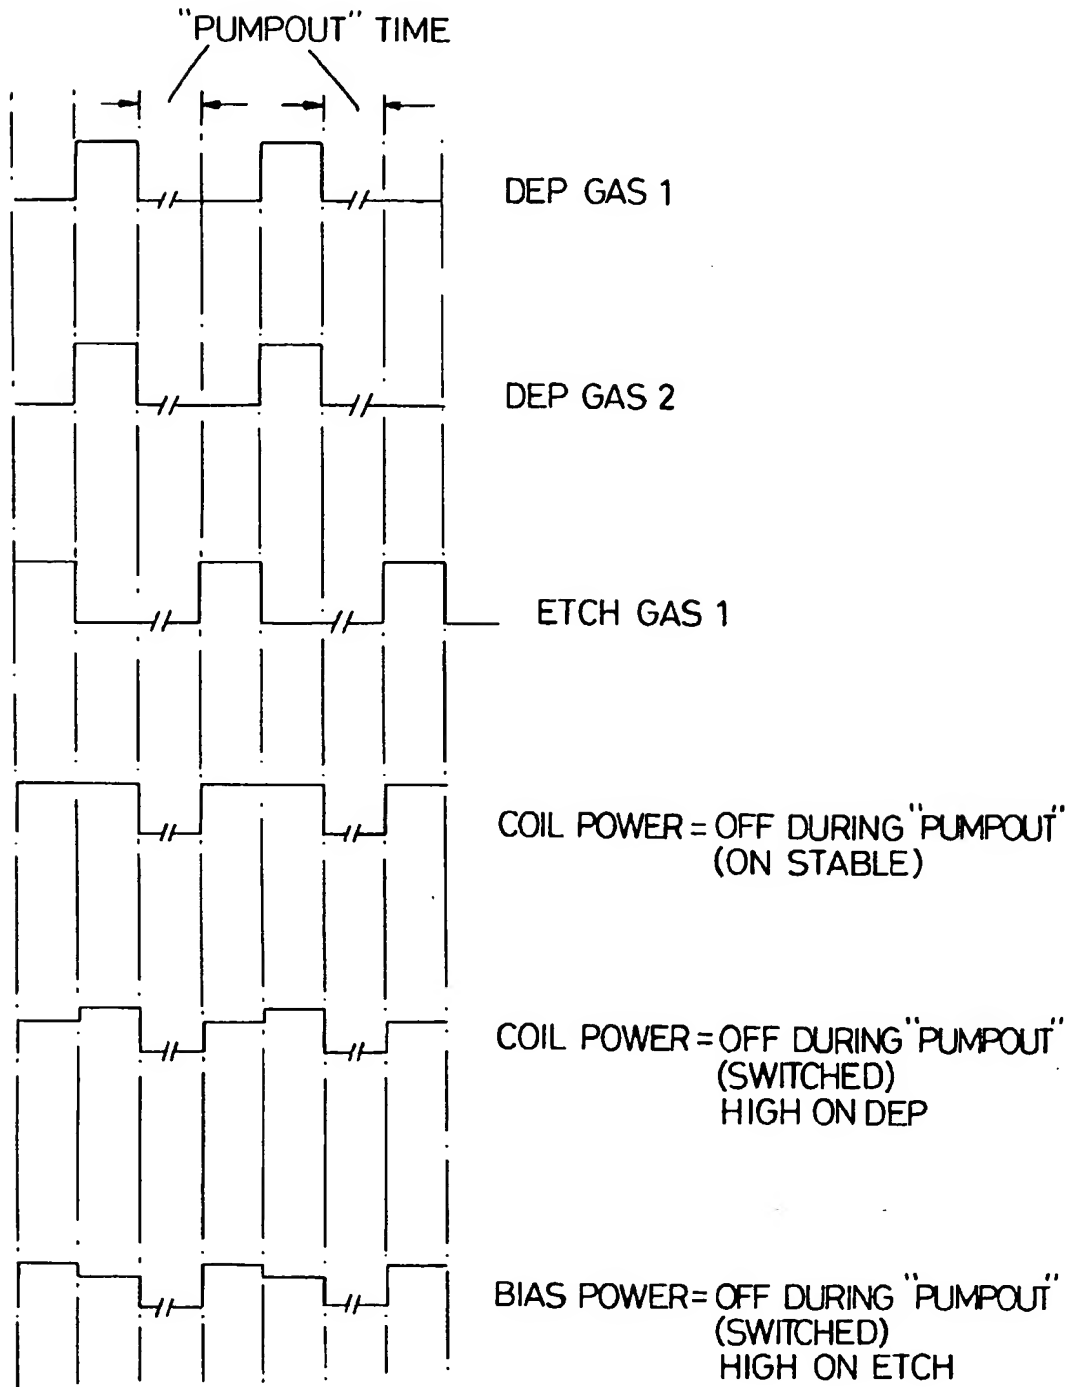 "PUMPOUT" TIME
DEP GAS 1
DEP GAS 2
ETCH GAS 1
COIL POWER = OFF DURING "PUMPOUT"
(ON STABLE)
COIL POWER = OFF DURING "PUMPOUT"
(SWITCHED)
HIGH ON DEP
BIAS POWER = OFF DURING "PUMPOUT"
(SWITCHED)
HIGH ON ETCH